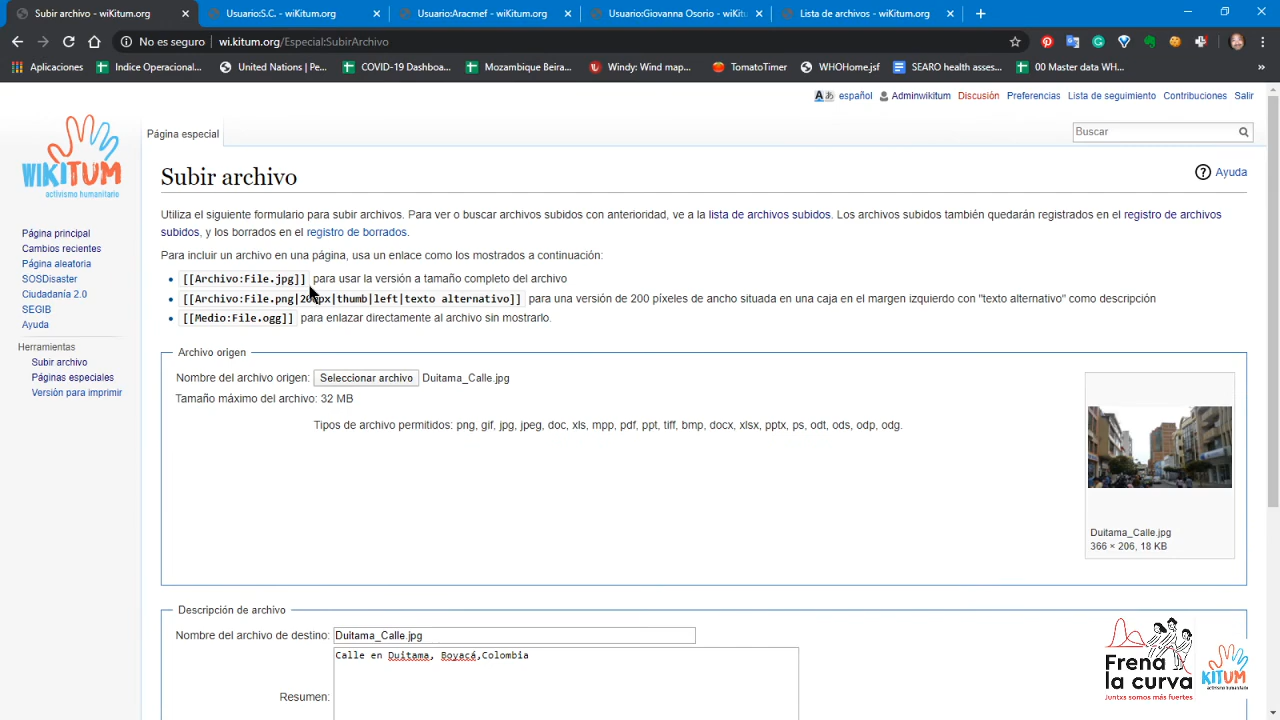 Subir archivo - wiKitum.org
Usuario:S.C. - wiKitum.org
Usuario:Aracmef - wiKitum.org
Usuario:Giovanna Osorio - wiKitu
Lista de archivos - wiKitum.org
No es seguro
wi.kitum.org/Especial:SubirArchivo
Aplicaciones
Indice Operacional...
United Nations | Pe...
COVID-19 Dashboa...
Mozambique Beira...
Windy: Wind map...
TomatoTimer
WHOHome.jsf
SEARO health asses...
00 Master data WH...
español
Adminwikitum
Discusión
Preferencias
Lista de seguimiento
Contribuciones
Salir
Página especial
Buscar
WIKITUM
activismo humanitario
Subir archivo
Ayuda
Utiliza el siguiente formulario para subir archivos. Para ver o buscar archivos subidos con anterioridad, ve a la lista de archivos subidos. Los archivos subidos también quedarán registrados en el registro de archivos
subidos, y los borrados en el registro de borrados.
Para incluir un archivo en una página, usa un enlace como los mostrados a continuación:
[[Archivo:File.jpg]] para usar la versión a tamaño completo del archivo
[[Archivo:File.png|200px|thumb|left|texto alternativo]] para una versión de 200 píxeles de ancho situada en una caja en el margen izquierdo con "texto alternativo" como descripción
[[Medio:File.ogg]] para enlazar directamente al archivo sin mostrarlo.
Página principal
Cambios recientes
Página aleatoria
SOSDisaster
Ciudadanía 2.0
SEGIB
Ayuda
Herramientas
Subir archivo
Páginas especiales
Versión para imprimir
Archivo origen
Nombre del archivo origen: Seleccionar archivo Duitama_Calle.jpg
Tamaño máximo del archivo: 32 MB
Tipos de archivo permitidos: png, gif, jpg, jpeg, doc, xls, mpp, pdf, ppt, tiff, bmp, docx, xlsx, pptx, ps, odt, ods, odp, odg.
Duitama_Calle.jpg
366 × 206, 18 KB
Descripción de archivo
Nombre del archivo de destino: Duitama_Calle.jpg
Calle en Duitama, Boyacá,Colombia
Resumen:
Frena
la curva
Juntxs somos más fuertes
KITUM
activismo humanitario